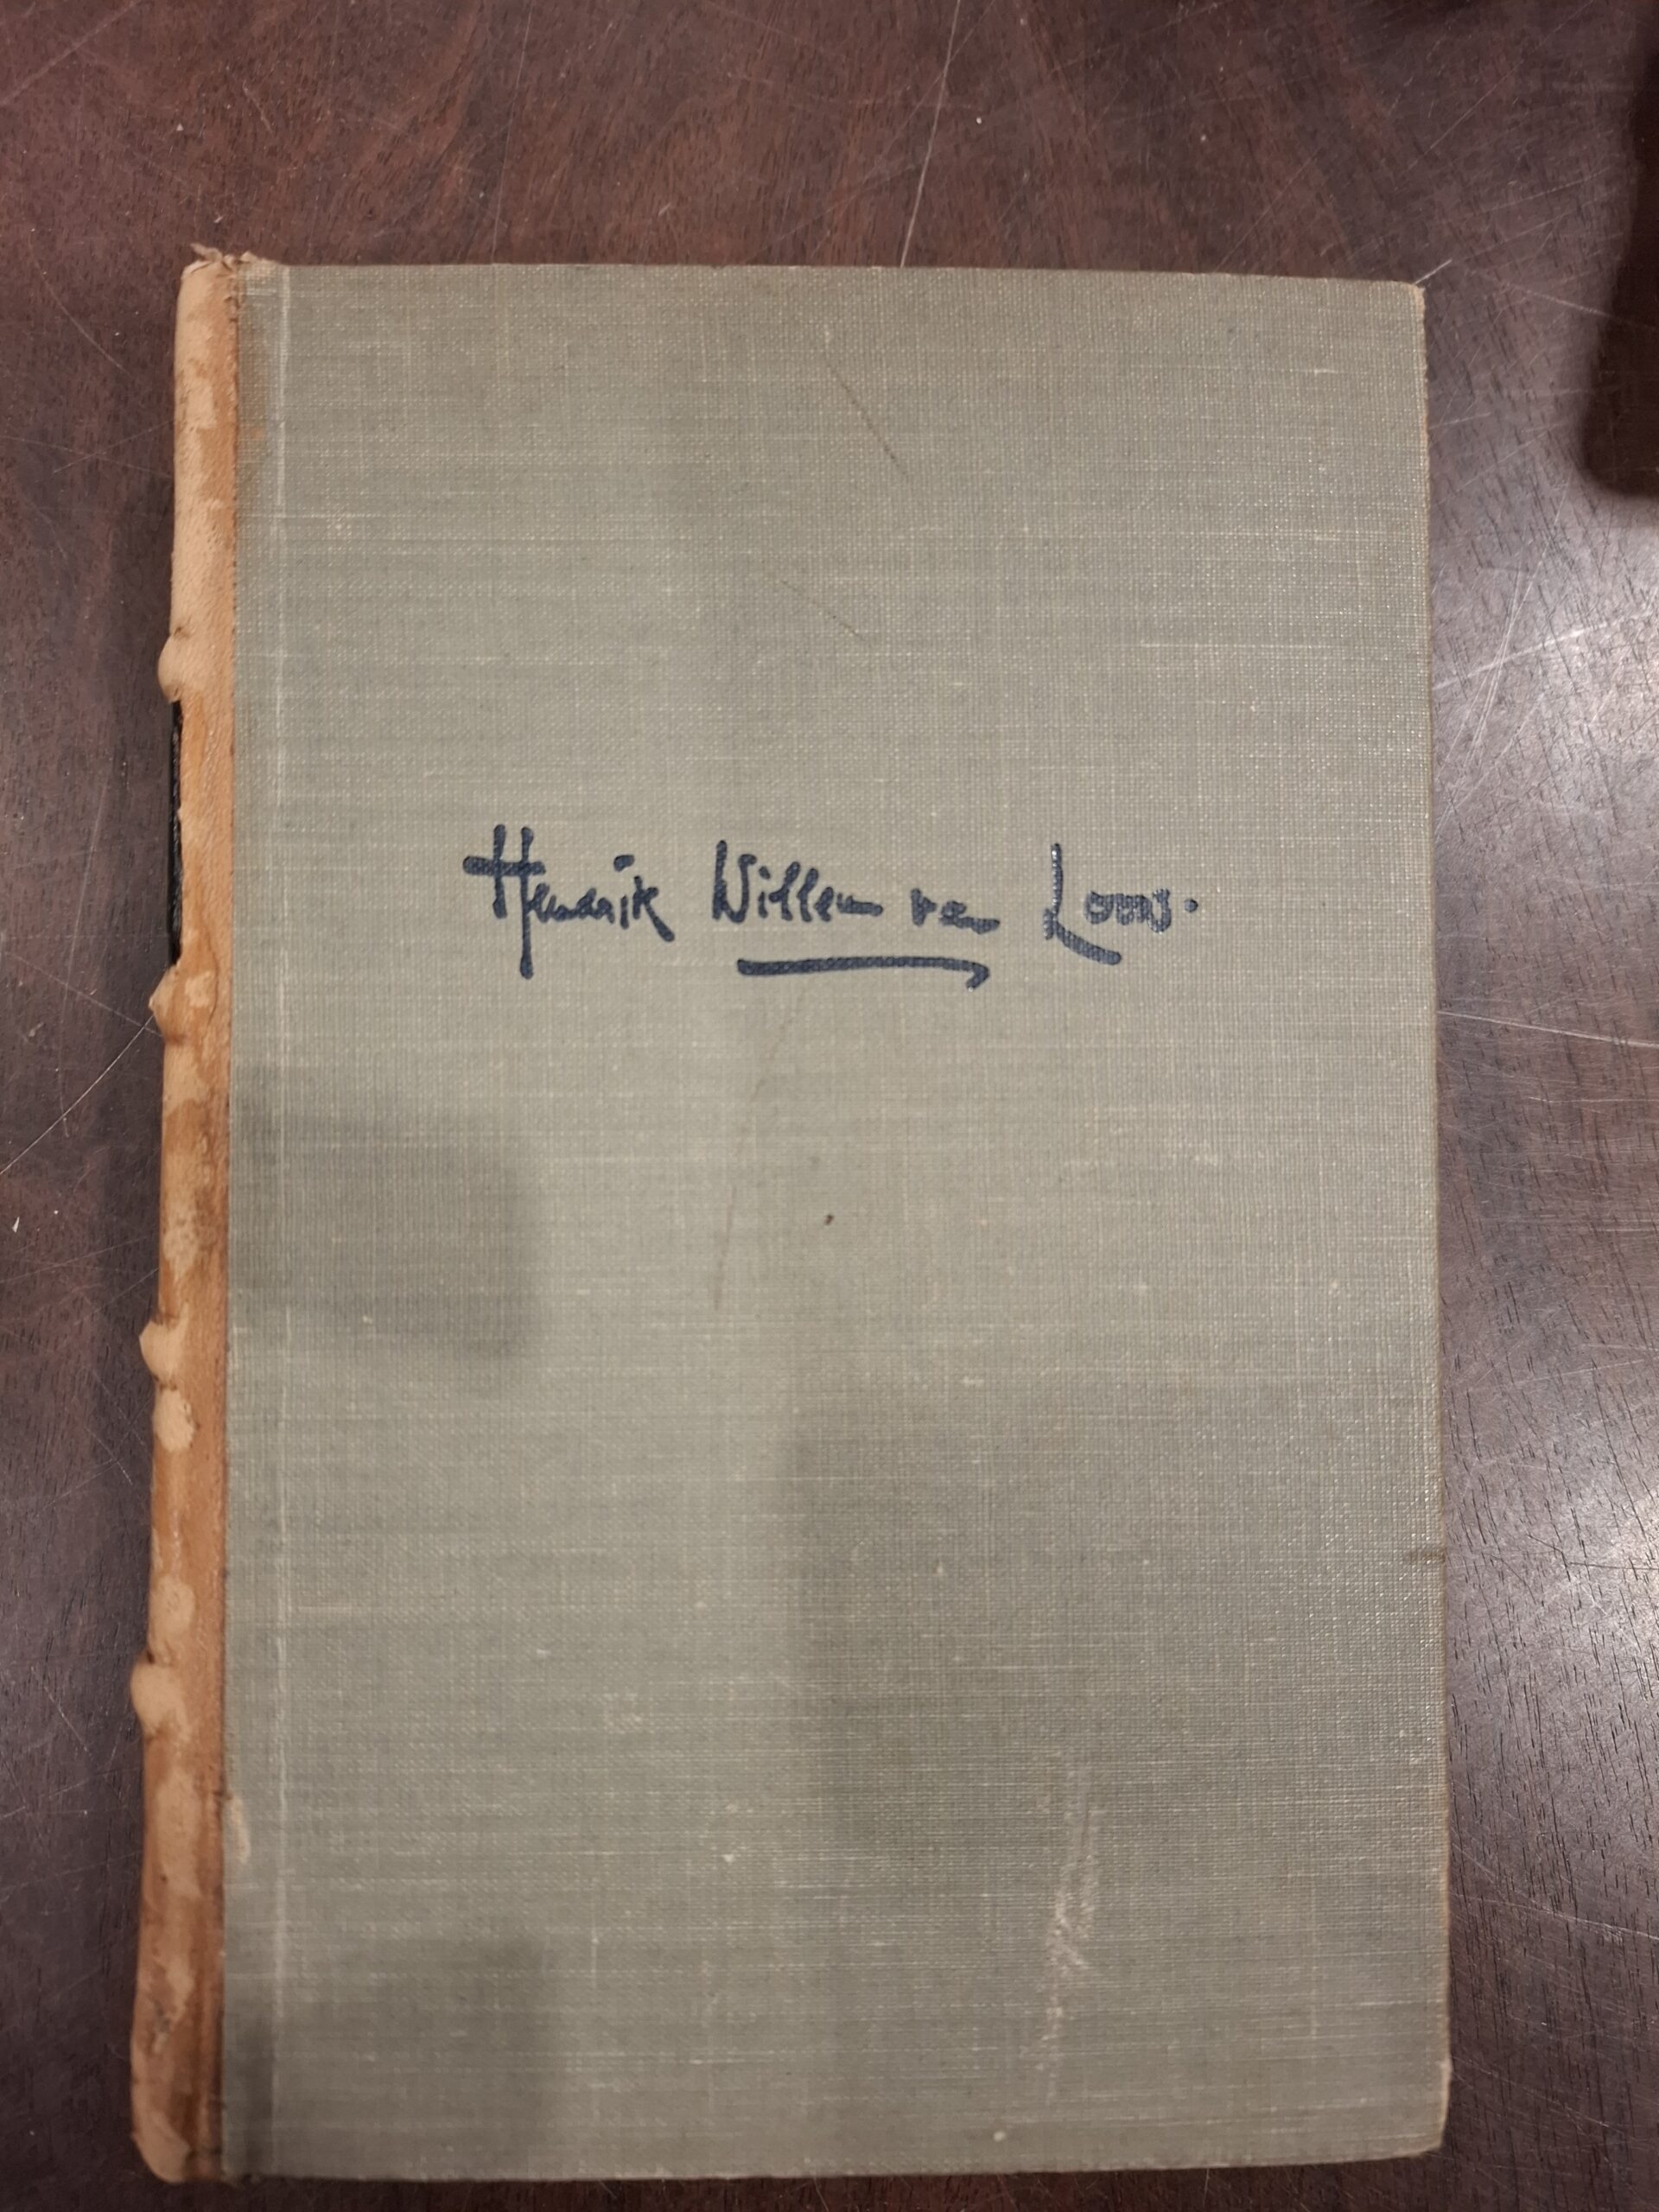 Hendrik Willem van Loon.